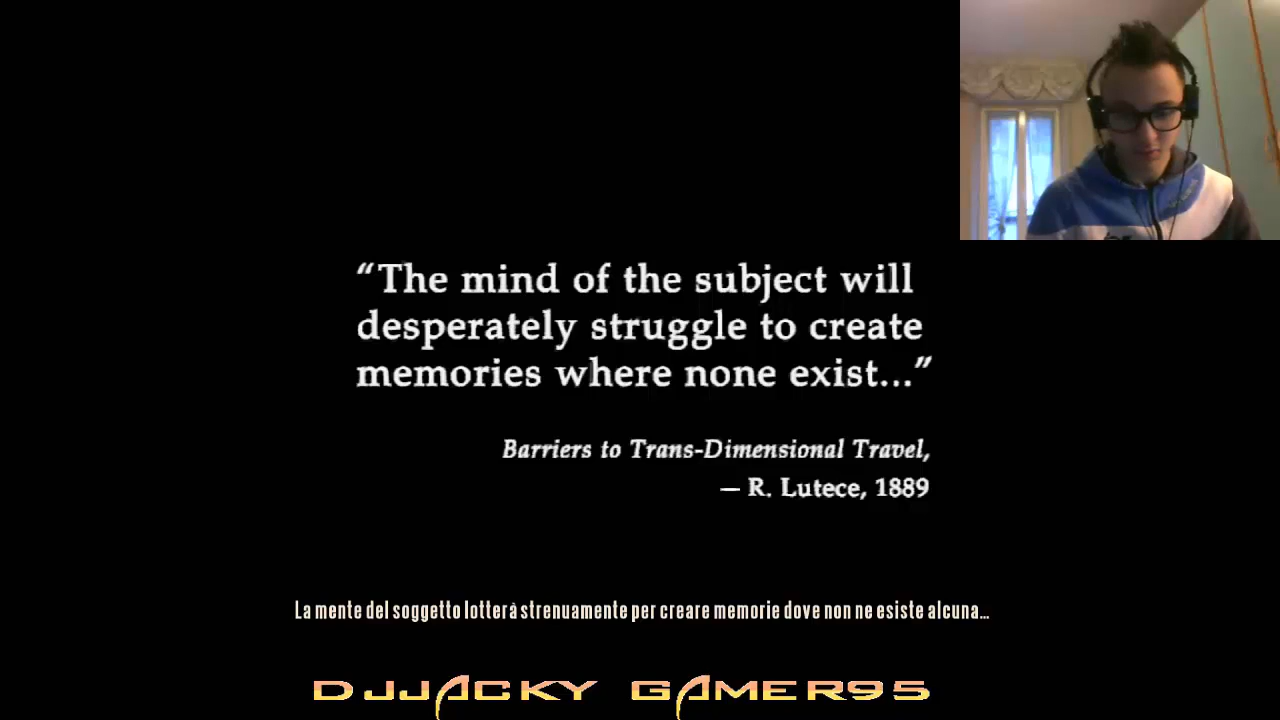 “The mind of the subject will
desperately struggle to create
memories where none exist...”
Barriers to Trans-Dimensional Travel,
— R. Lutece, 1889
La mente del soggetto lotterà strenuamente per creare memorie dove non ne esiste alcuna...
DJJACKY GAMER95